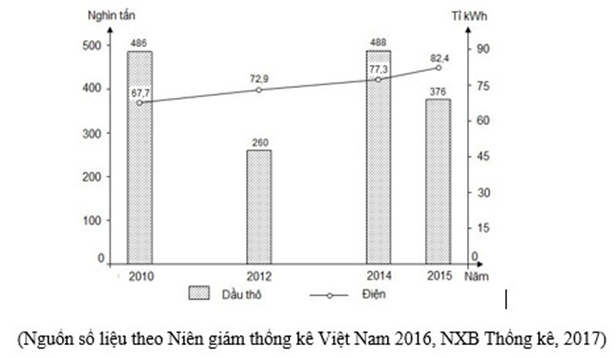 Nghìn tấn Tỉ kWh
500 486 488 90
82,4
77,3
400 67,7 72,9 376 75
300 60
260 45
200 30
100 15
0 0
2010 2012 2014 2015 Năm
Dầu thô Điện
(Nguồn số liệu theo Niên giám thống kê Việt Nam 2016, NXB Thống kê, 2017)